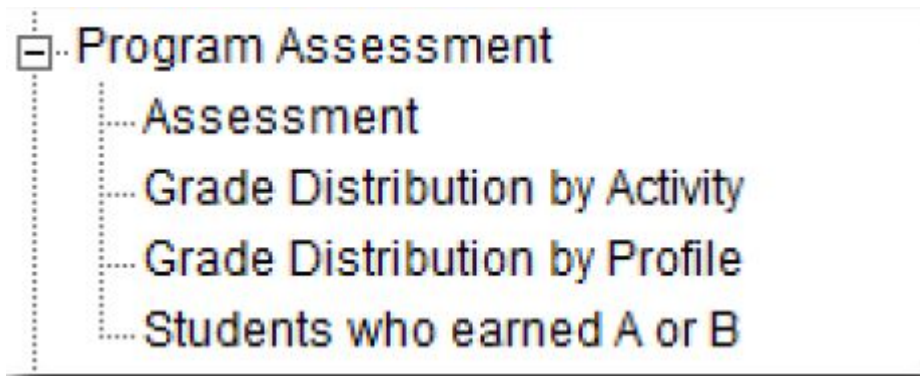 Program Assessment
Assessment
Grade Distribution by Activity
Grade Distribution by Profile
Students who earned A or B